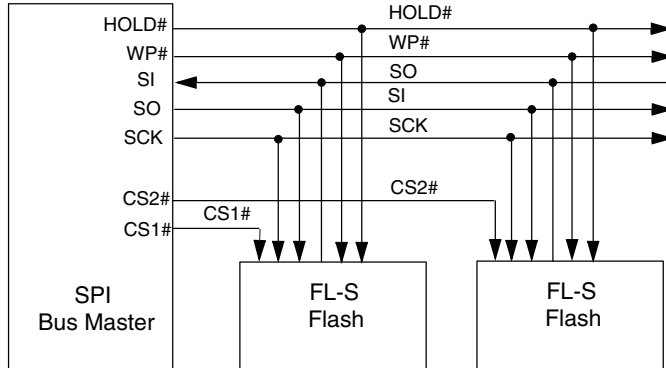 HOLD#
HOLD#
WP#
WP#
SI
SO
SO
SI
SCK
SCK
CS2#
CS2#
CS1#
CS1#
SPI
Bus Master
FL-S
Flash
FL-S
Flash